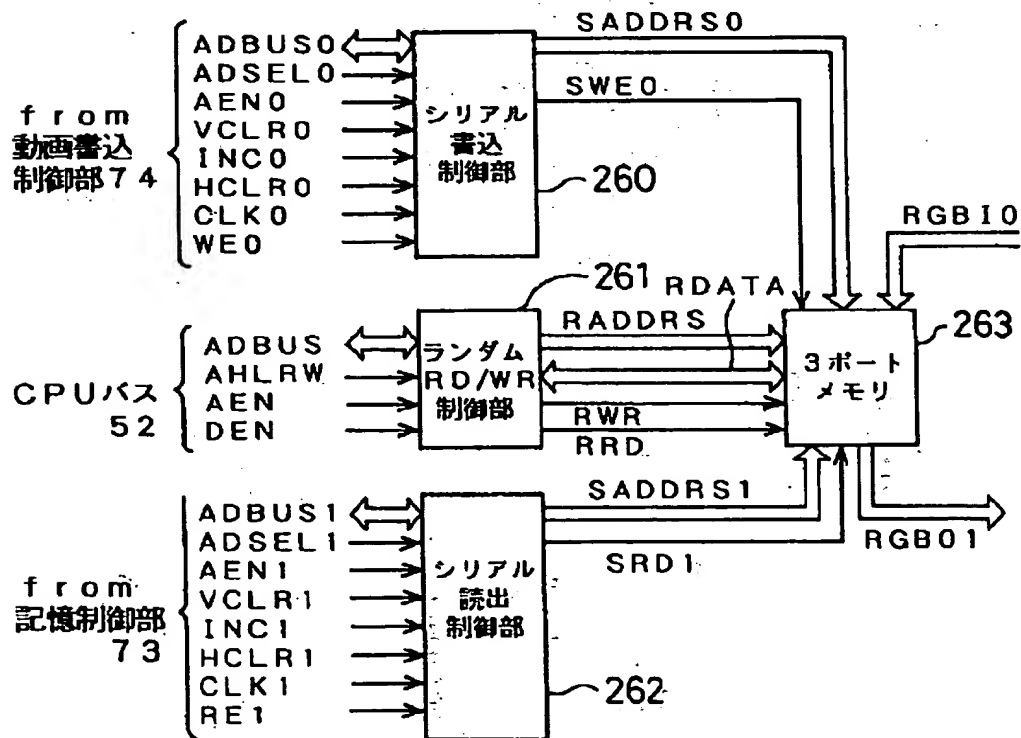 from
動画書込
制御部74
ADBUS0
ADSEL0
AEN0
VCLR0
INC0
HCLR0
CLK0
WE0
シリアル
書込
制御部
260
SADDRS0
SWE0
RGBI0
CPUバス
52
ADBUS
AHLRW
AEN
DEN
261
ランダム
RD/WR
制御部
RDATA
RADDRS
RWR
RRD
263
3ポート
メモリ
from
記憶制御部
73
ADBUS1
ADSEL1
AEN1
VCLR1
INC1
HCLR1
CLK1
RE1
シリアル
読出
制御部
262
SADDRS1
SRD1
RGBO1